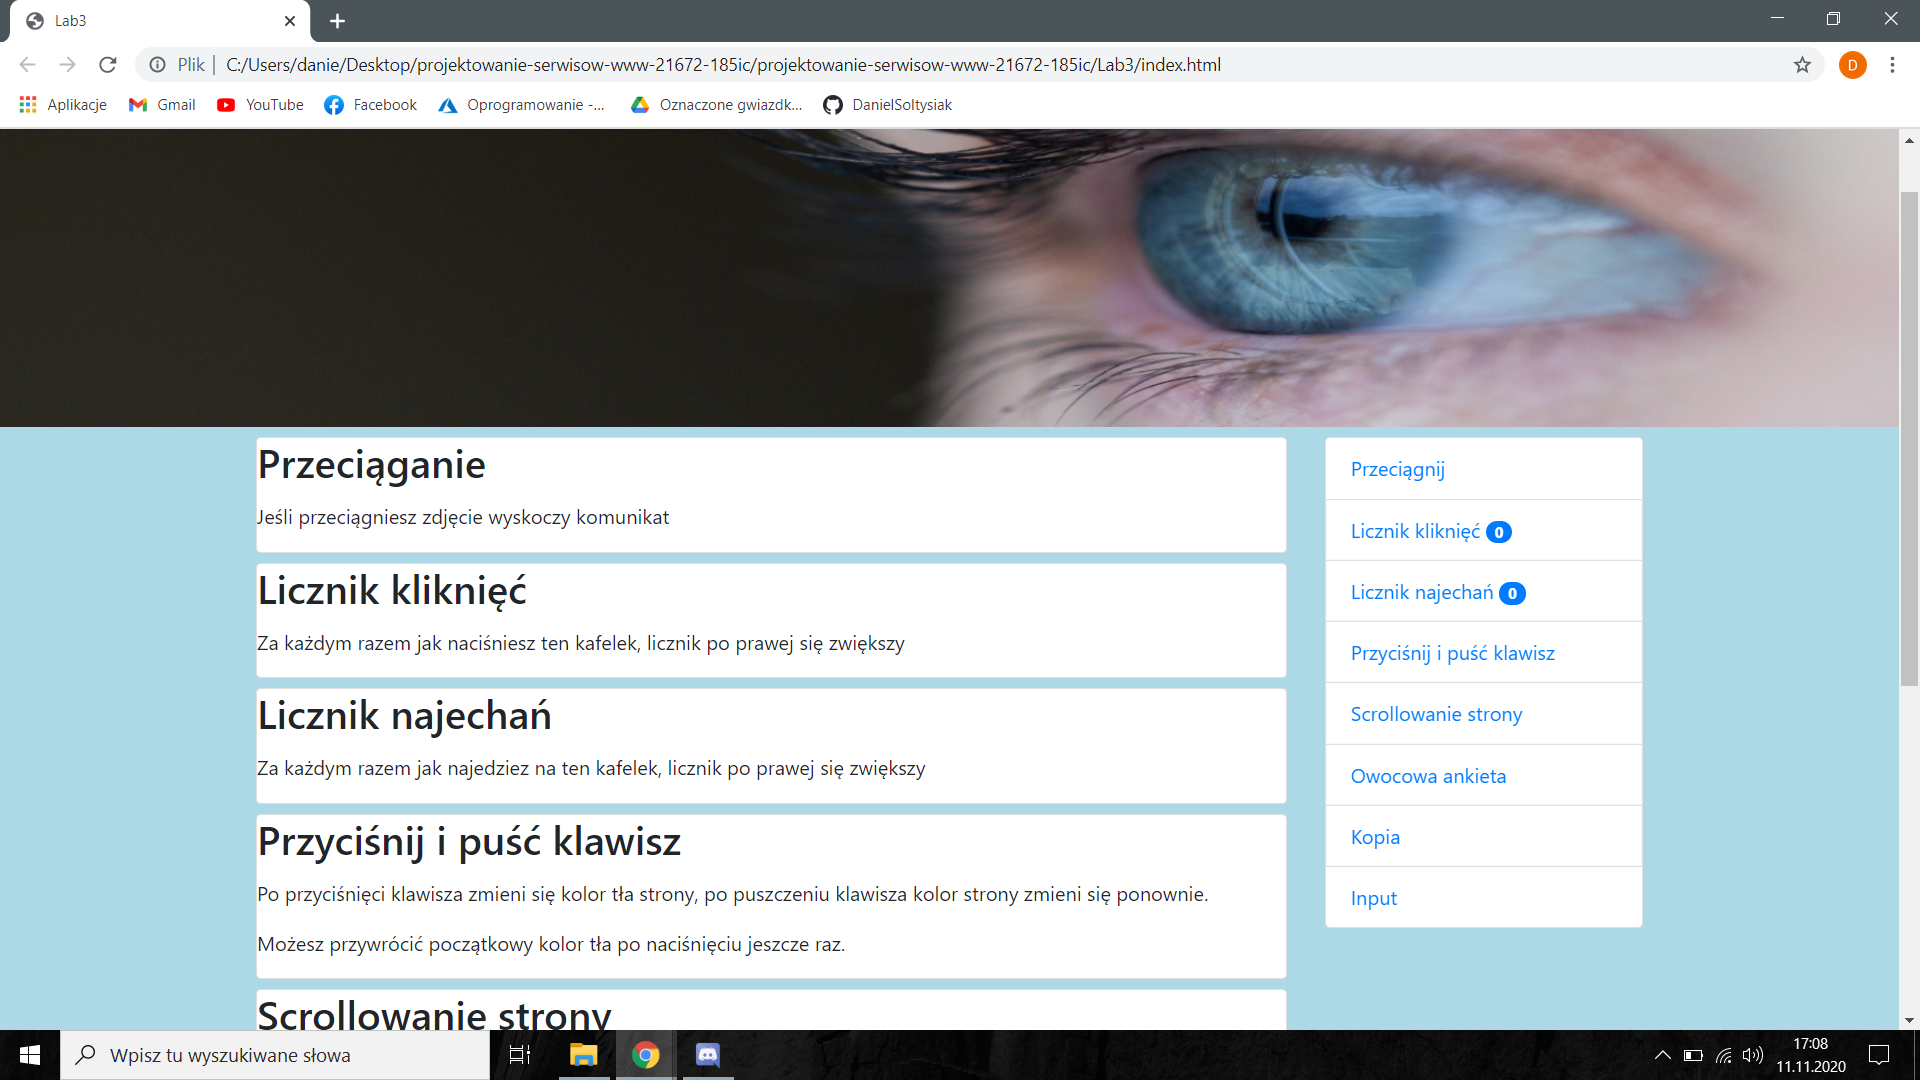 Lab3
Plik | C:/Users/danie/Desktop/projektowanie-serwisow-www-21672-185ic/projektowanie-serwisow-www-21672-185ic/Lab3/index.html
D
Aplikacje Gmail YouTube Facebook Oprogramowanie -... Oznaczone gwiazdk... DanielSoltysiak
Przeciąganie
Jeśli przeciągniesz zdjęcie wyskoczy komunikat
Licznik kliknięć
Za każdym razem jak naciśniesz ten kafelek, licznik po prawej się zwiększy
Licznik najechań
Za każdym razem jak najedziez na ten kafelek, licznik po prawej się zwiększy
Przyciśnij i puść klawisz
Po przyciśnięci klawisza zmieni się kolor tła strony, po puszczeniu klawisza kolor strony zmieni się ponownie.
Możesz przywrócić początkowy kolor tła po naciśnięciu jeszcze raz.
Scrollowanie strony
Przeciągnij
Licznik kliknięć 0
Licznik najechań 0
Przyciśnij i puść klawisz
Scrollowanie strony
Owocowa ankieta
Kopia
Input
Wpisz tu wyszukiwane słowa
17:08
11.11.2020